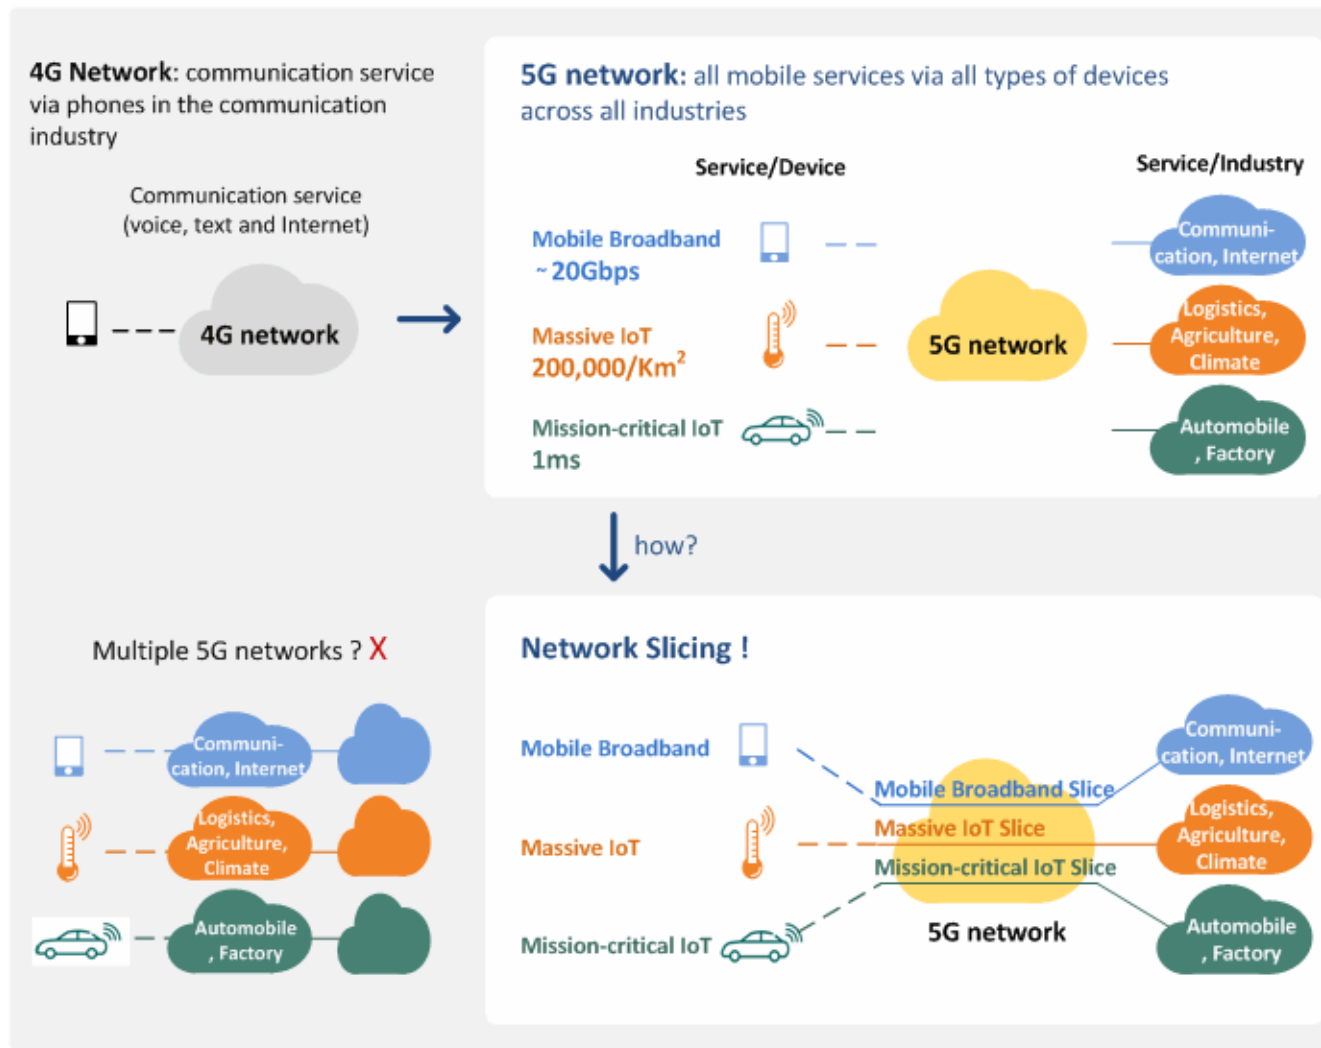 4G Network: communication service
via phones in the communication
industry
Communication service
(voice, text and Internet)
4G network
5G network: all mobile services via all types of devices
across all industries
Service/Device
Service/Industry
Mobile Broadband
~ 20Gbps
Communi-
cation, Internet
Massive IoT
200,000/Km²
5G network
Logistics,
Agriculture,
Climate
Mission-critical IoT
1ms
Automobile
, Factory
how?
Multiple 5G networks ? X
Communi-
cation, Internet
Logistics,
Agriculture,
Climate
Automobile
, Factory
Network Slicing !
Mobile Broadband
Mobile Broadband Slice
Communi-
cation, Internet
Massive IoT
Massive IoT Slice
Logistics,
Agriculture,
Climate
Mission-critical IoT
Mission-critical IoT Slice
5G network
Automobile
, Factory